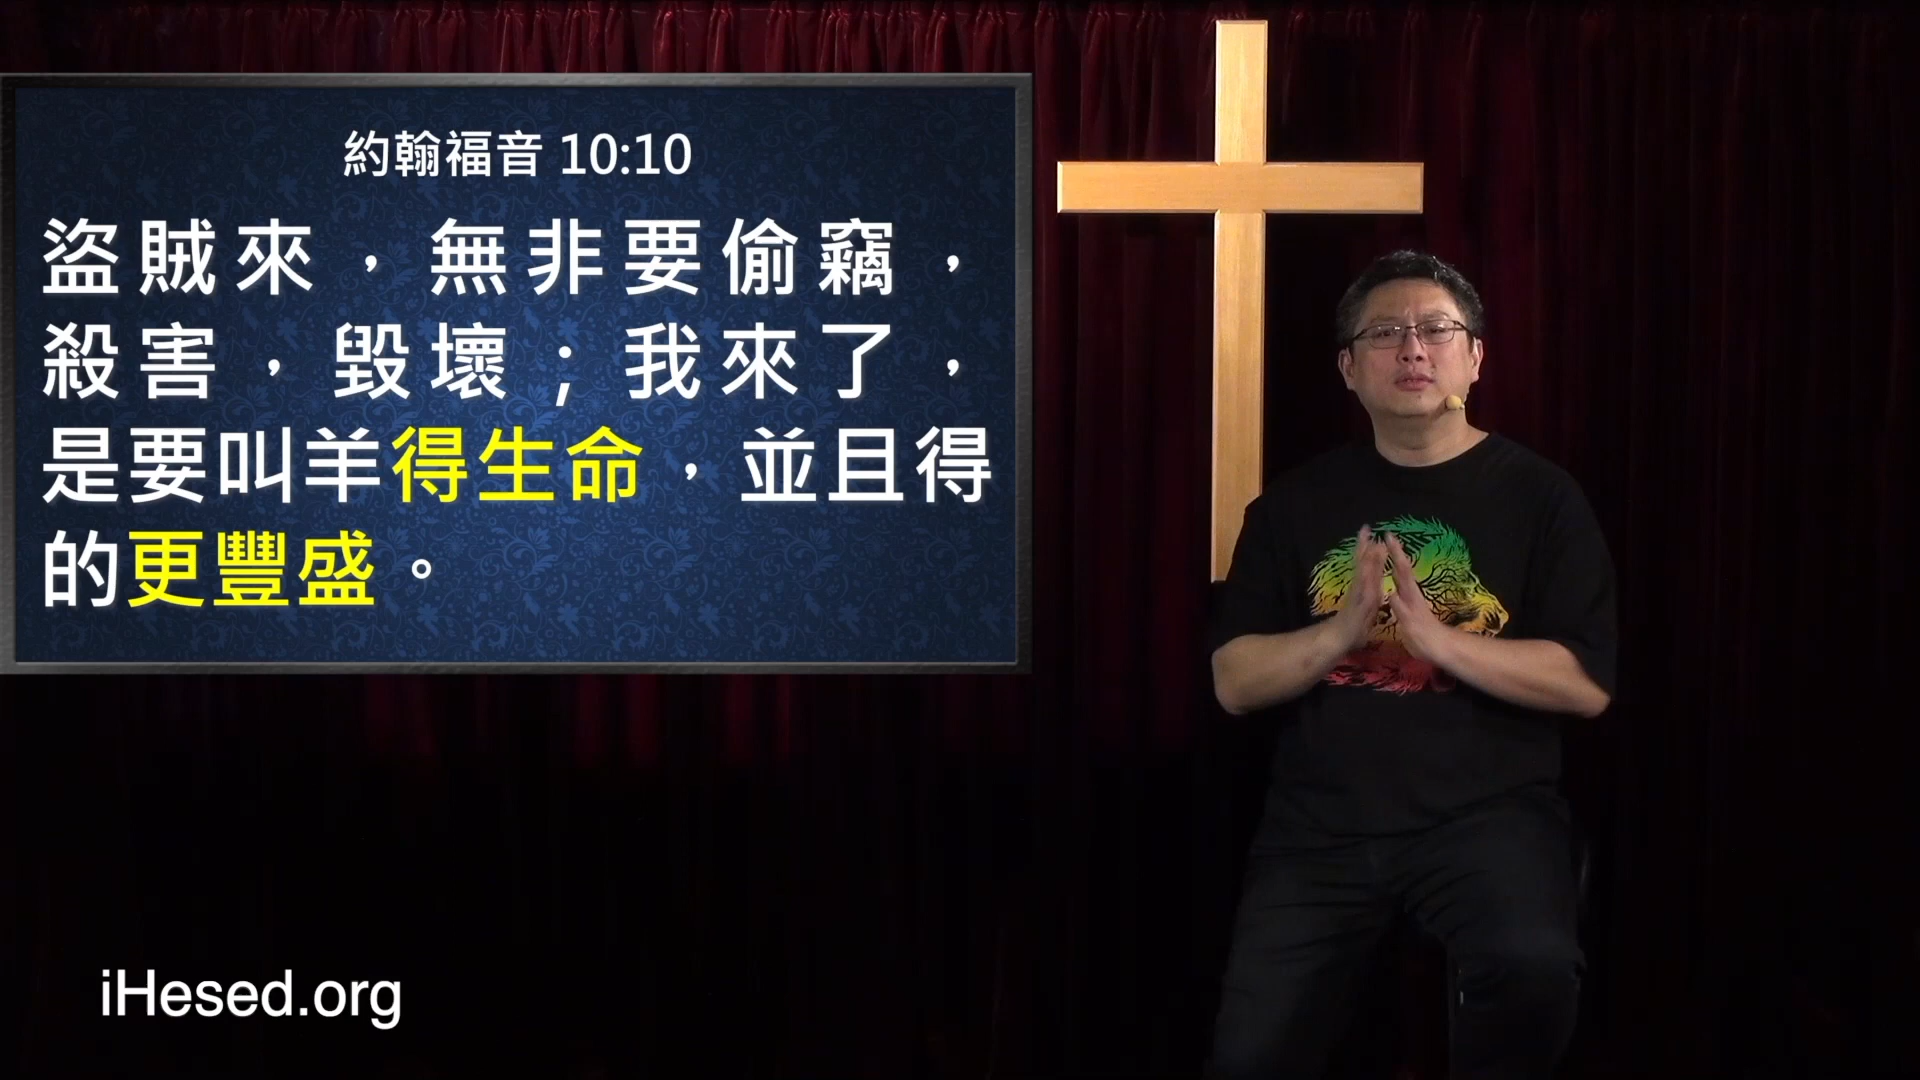 約翰福音 10:10
盜賊來，無非要偷竊，
殺害，毀壞；我來了，
是要叫羊得生命，並且得
的更豐盛。
iHesed.org